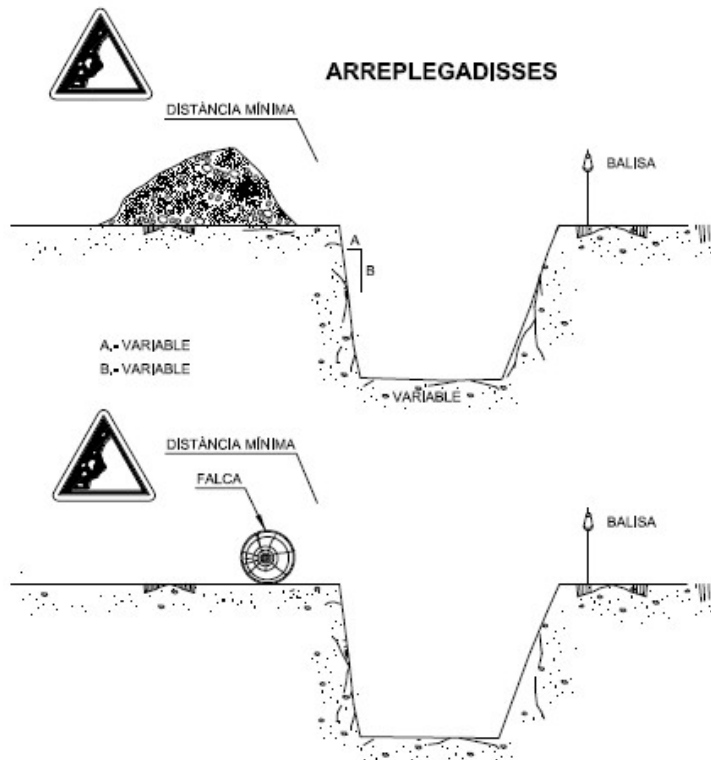 ARREPLEGADISSES
DISTÀNCIA MÍNIMA
BALISA
A
B
A.- VARIABLE
B.- VARIABLE
VARIABLE
DISTÀNCIA MÍNIMA
FALCA
BALISA